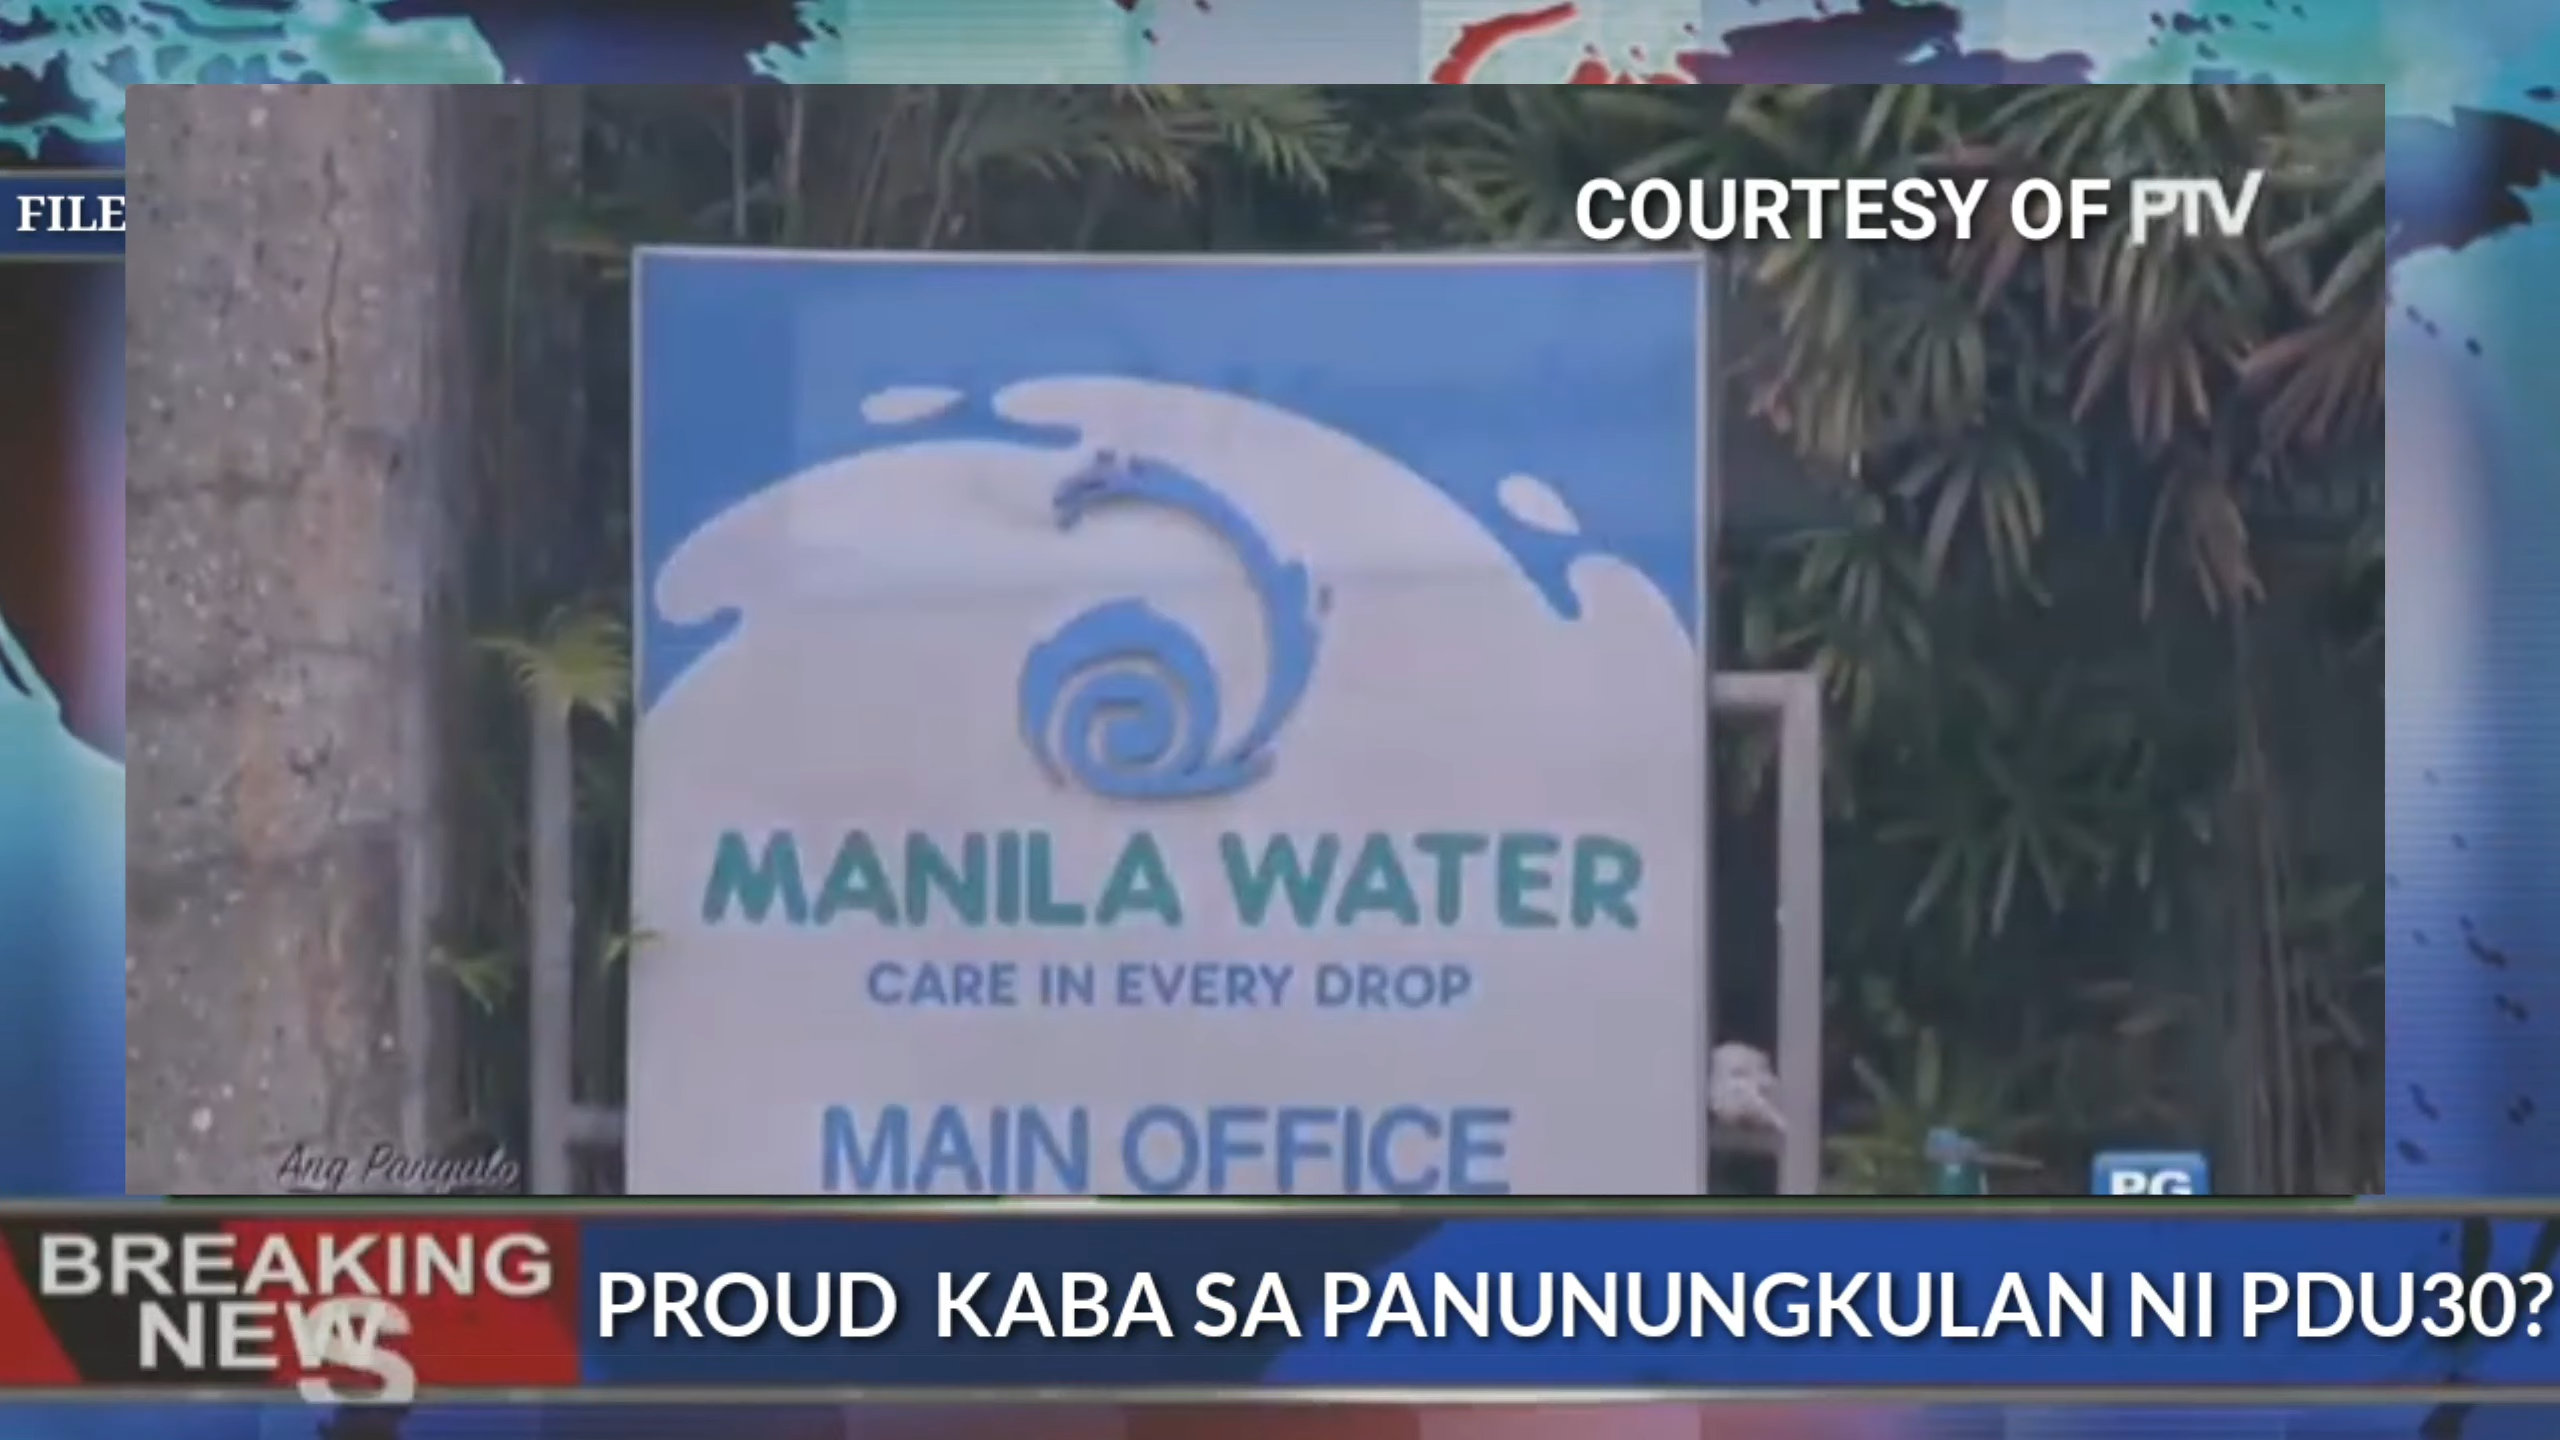 FILE
COURTESY OF PTV
MANILA WATER
CARE IN EVERY DROP
MAIN OFFICE
Ang Pangulo
PG
BREAKING
NEWS
PROUD KABA SA PANUNUNGKULAN NI PDU30?